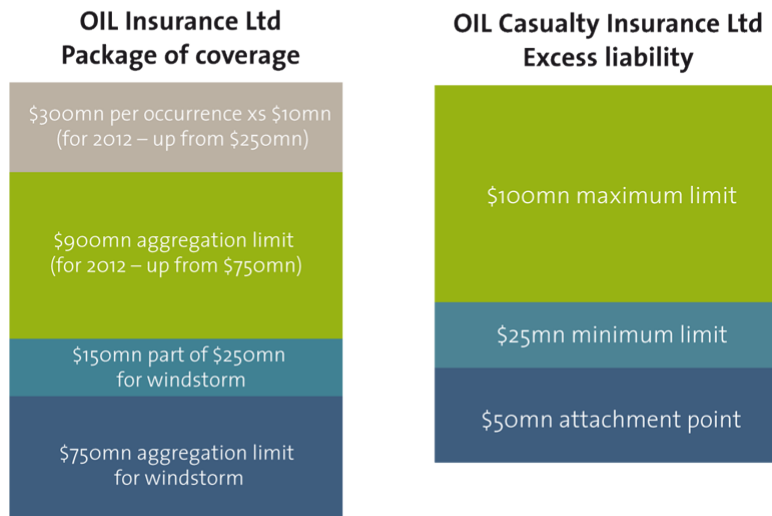 OIL Insurance Ltd
Package of coverage
$300mn per occurrence xs $10mn
(for 2012 – up from $250mn)
$900mn aggregation limit
(for 2012 – up from $750mn)
$150mn part of $250mn
for windstorm
$750mn aggregation limit
for windstorm
OIL Casualty Insurance Ltd
Excess liability
$100mn maximum limit
$25mn minimum limit
$50mn attachment point